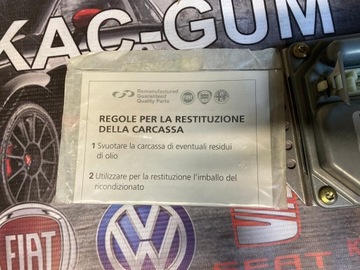 KAC-GUM
Remanufactured
Guaranteed
Quality Parts
REGOLE PER LA RESTITUZIONE
DELLA CARCASSA
1 Svuotare la carcassa di eventuali residui
di olio
2 Utilizzare per la restituzione l'imballo del
ricondizionato
FIAT
SEAT